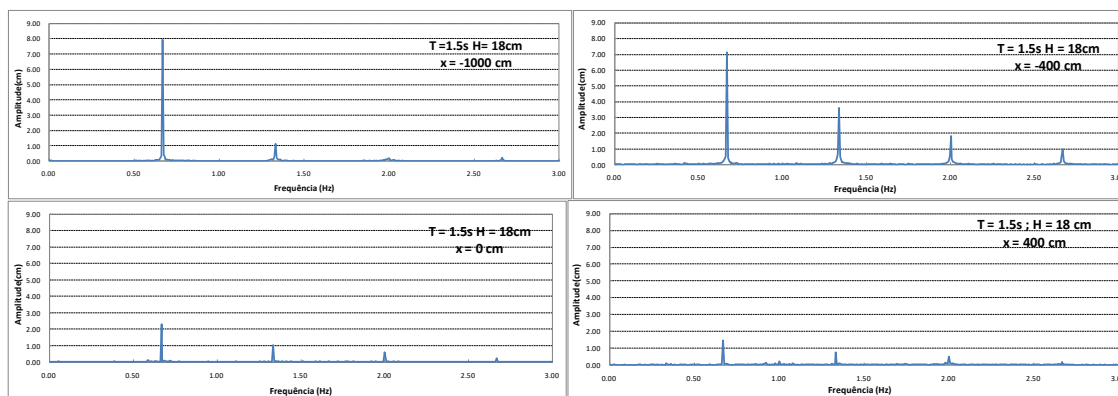 9.00
8.00
7.00
6.00
5.00
4.00
3.00
2.00
1.00
0.00
Amplitude(cm)
T =1.5s H= 18cm
x = -1000 cm
0.00 0.50 1.00 1.50 2.00 2.50 3.00
Frequência (Hz)
9.00
8.00
7.00
6.00
5.00
4.00
3.00
2.00
1.00
0.00
Amplitude(cm)
T = 1.5s H = 18cm
x = -400 cm
0.00 0.50 1.00 1.50 2.00 2.50 3.0
Frequência (Hz)
9.00
8.00
7.00
6.00
5.00
4.00
3.00
2.00
1.00
0.00
Amplitude(cm)
T = 1.5s H = 18cm
x = 0 cm
0.00 0.50 1.00 1.50 2.00 2.50 3.00
Frequência (Hz)
9.00
8.00
7.00
6.00
5.00
4.00
3.00
2.00
1.00
0.00
Amplitude(cm)
T = 1.5s ; H = 18 cm
x = 400 cm
0.00 0.50 1.00 1.50 2.00 2.50 3.0
Frequência (Hz)